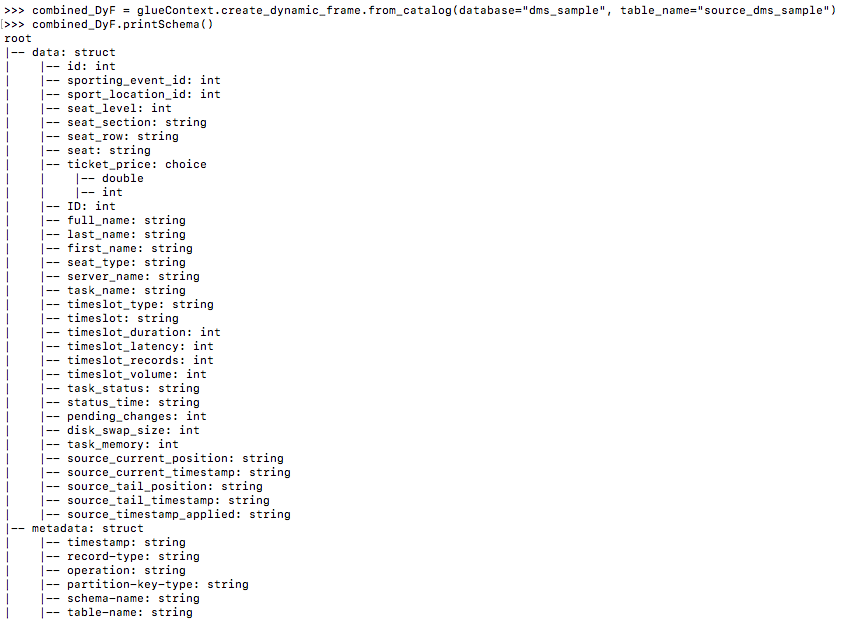 >>> combined_DyF = glueContext.create_dynamic_frame.from_catalog(database="dms_sample", table_name="source_dms_sample")
>>> combined_DyF.printSchema()
root
|-- data: struct
|    |-- id: int
|    |-- sporting_event_id: int
|    |-- sport_location_id: int
|    |-- seat_level: int
|    |-- seat_section: string
|    |-- seat_row: string
|    |-- seat: string
|    |-- ticket_price: choice
|    |    |-- double
|    |    |-- int
|    |-- ID: int
|    |-- full_name: string
|    |-- last_name: string
|    |-- first_name: string
|    |-- seat_type: string
|    |-- server_name: string
|    |-- task_name: string
|    |-- timeslot_type: string
|    |-- timeslot: string
|    |-- timeslot_duration: int
|    |-- timeslot_latency: int
|    |-- timeslot_records: int
|    |-- timeslot_volume: int
|    |-- task_status: string
|    |-- status_time: string
|    |-- pending_changes: int
|    |-- disk_swap_size: int
|    |-- task_memory: int
|    |-- source_current_position: string
|    |-- source_current_timestamp: string
|    |-- source_tail_position: string
|    |-- source_tail_timestamp: string
|    |-- source_timestamp_applied: string
|-- metadata: struct
|    |-- timestamp: string
|    |-- record-type: string
|    |-- operation: string
|    |-- partition-key-type: string
|    |-- schema-name: string
|    |-- table-name: string